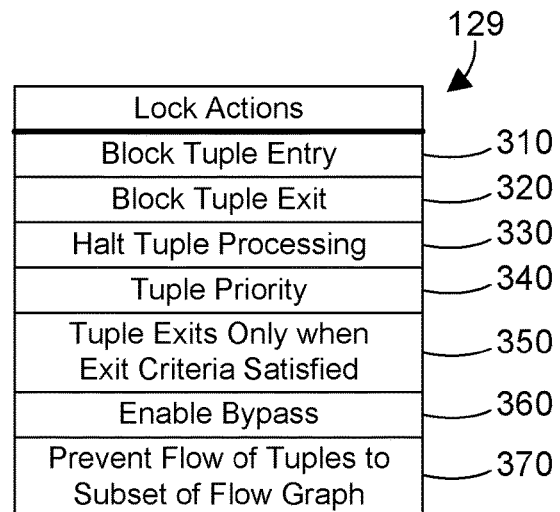 129
Lock Actions
Block Tuple Entry 310
Block Tuple Exit 320
Halt Tuple Processing 330
Tuple Priority 340
Tuple Exits Only when
Exit Criteria Satisfied 350
Enable Bypass 360
Prevent Flow of Tuples to
Subset of Flow Graph 370